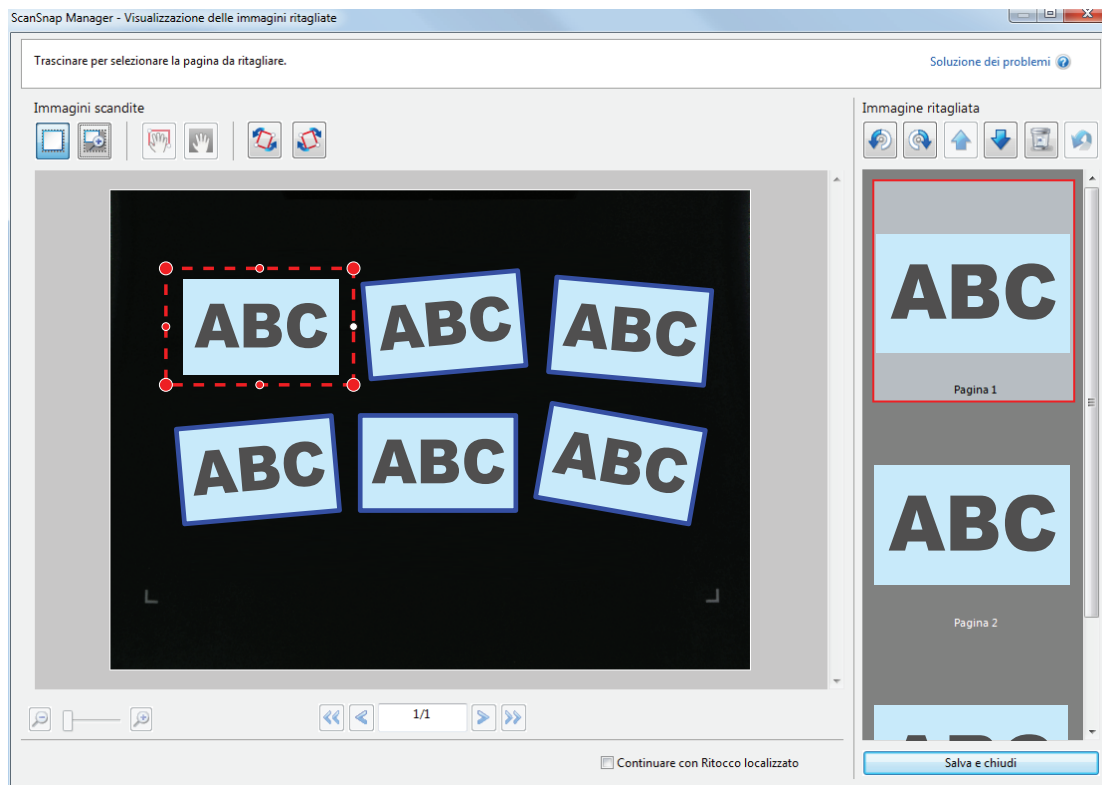 ScanSnap Manager - Visualizzazione delle immagini ritagliate
Trascinare per selezionare la pagina da ritagliare.
Soluzione dei problemi
Immagini scandite
Immagine ritagliata
ABC
ABC
ABC
ABC
ABC
ABC
ABC
Pagina 1
ABC
Pagina 2
1/1
Continuare con Ritocco localizzato
Salva e chiudi